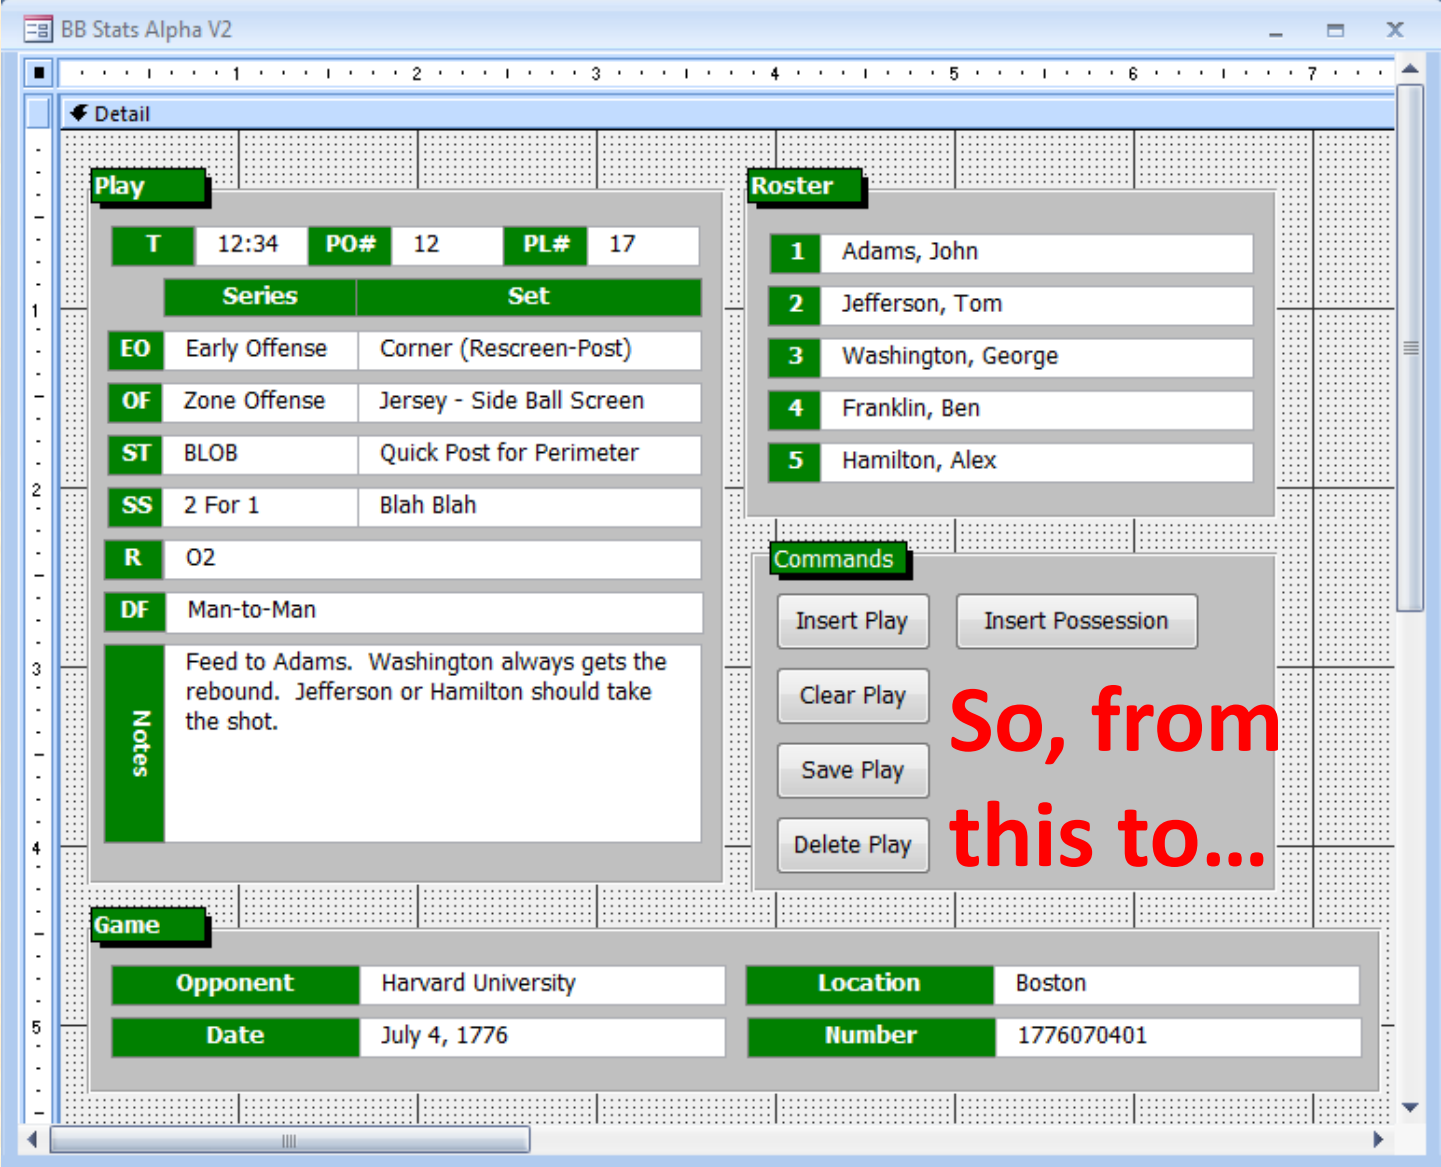 BB Stats Alpha V2
1 2 3 4 5 6 7
Detail
Play
T 12:34 PO# 12 PL# 17
Series Set
EO Early Offense Corner (Rescreen-Post)
OF Zone Offense Jersey - Side Ball Screen
ST BLOB Quick Post for Perimeter
SS 2 For 1 Blah Blah
R O2
DF Man-to-Man
Notes
Feed to Adams.  Washington always gets the
rebound.  Jefferson or Hamilton should take
the shot.
Roster
1 Adams, John
2 Jefferson, Tom
3 Washington, George
4 Franklin, Ben
5 Hamilton, Alex
Commands
Insert Play Insert Possession
Clear Play
Save Play
Delete Play
So, from
this to...
Game
Opponent Harvard University Location Boston
Date July 4, 1776 Number 1776070401
1
2
3
4
5